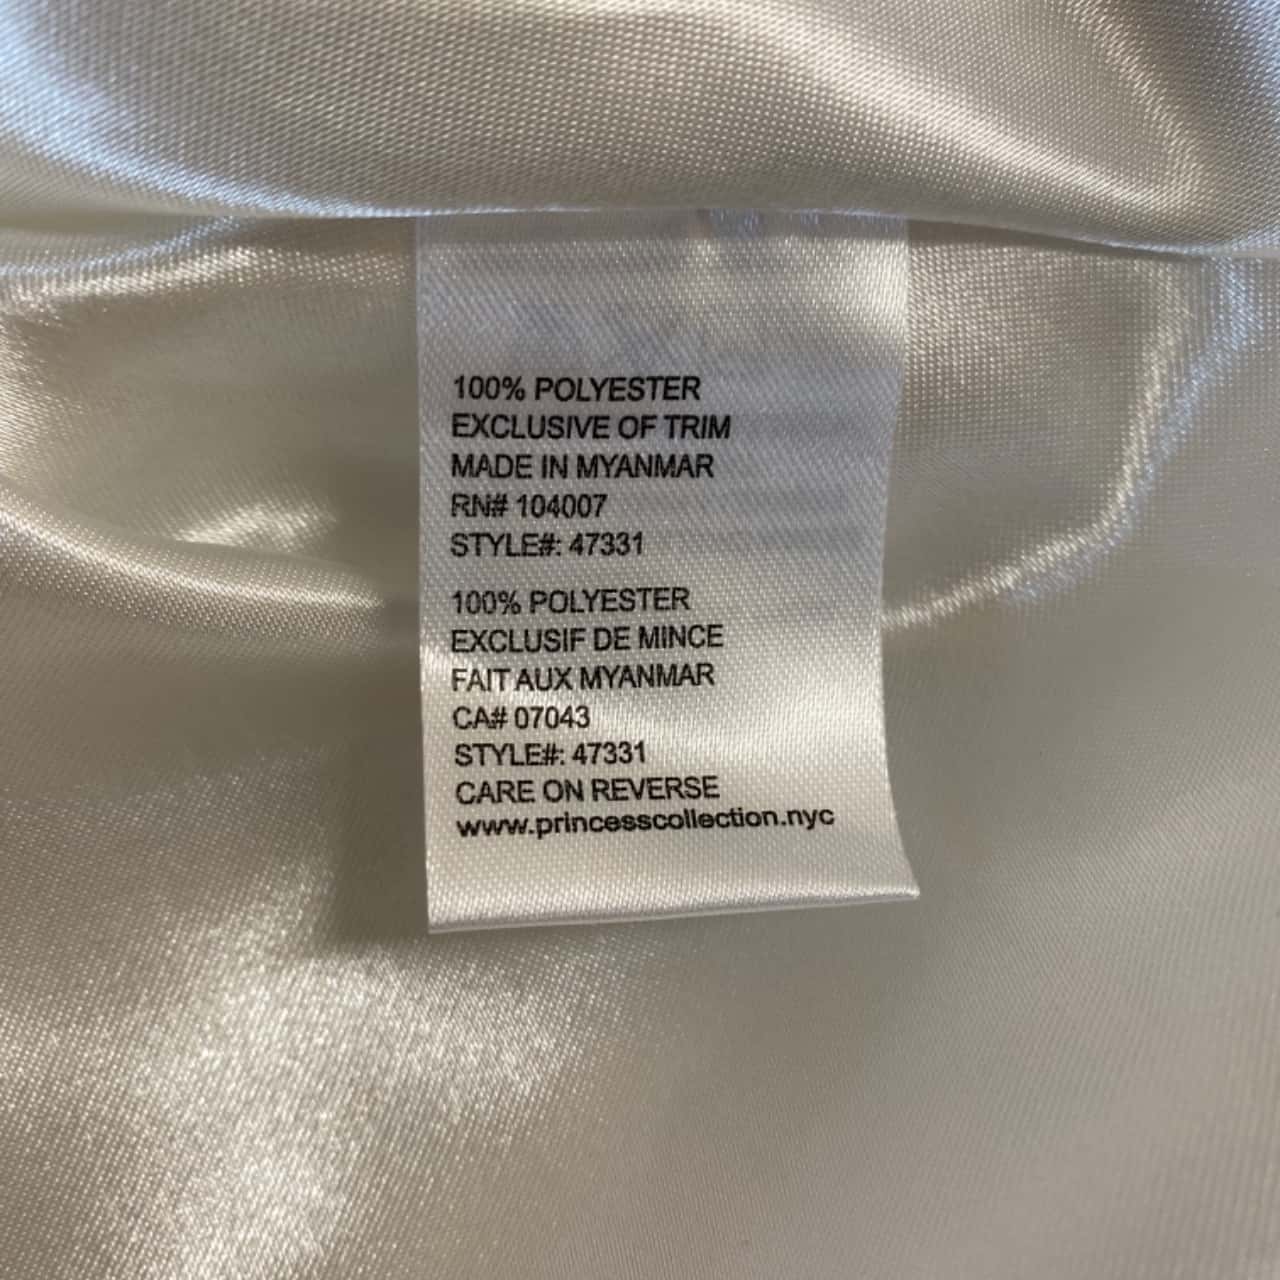 100% POLYESTER
EXCLUSIVE OF TRIM
MADE IN MYANMAR
RN# 104007
STYLE#: 47331
100% POLYESTER
EXCLUSIF DE MINCE
FAIT AUX MYANMAR
CA# 07043
STYLE#: 47331
CARE ON REVERSE
www.princesscollection.nyc